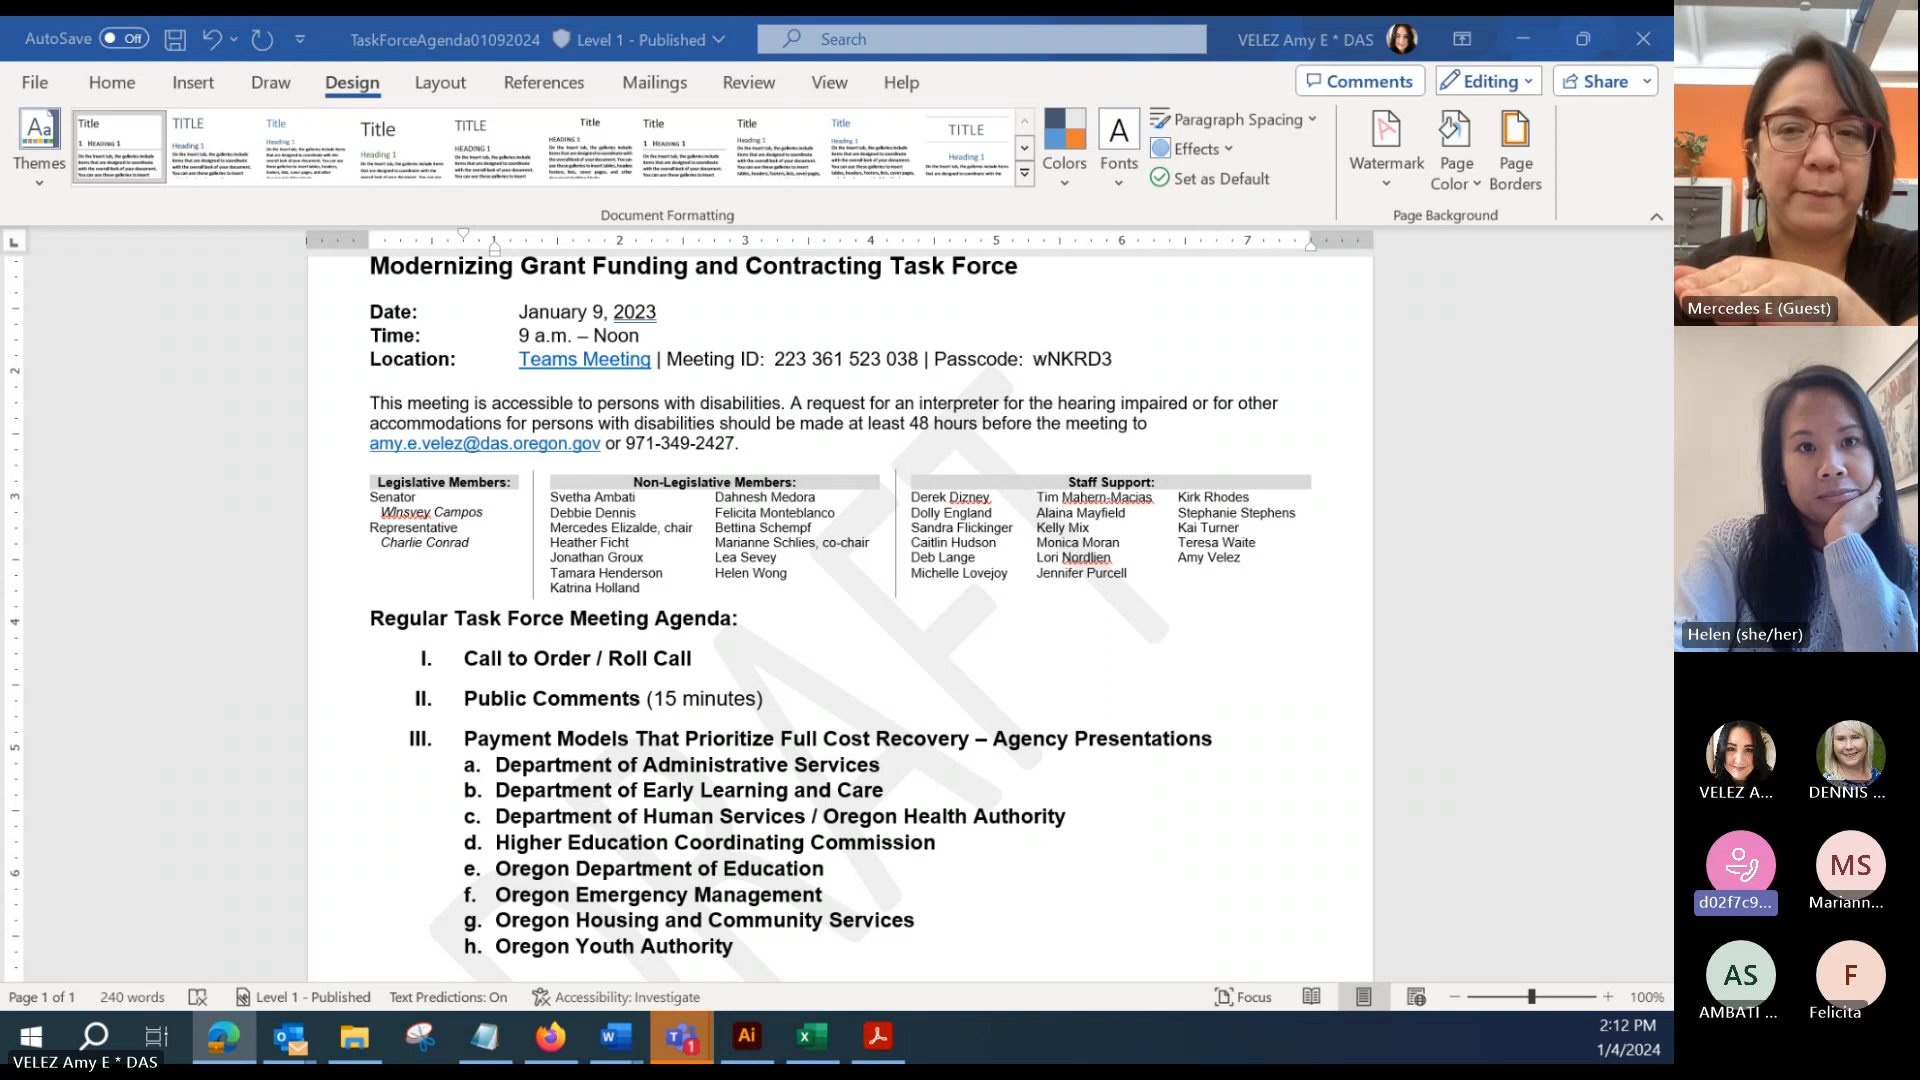 AutoSave Off TaskForceAgenda01092024 Level 1 - Published Search VELEZ Amy E * DAS
File Home Insert Draw Design Layout References Mailings Review View Help Comments Editing Share
Themes
Colors
Fonts
Paragraph Spacing
Effects
Set as Default
Watermark
Page Color
Page Borders
Document Formatting
Page Background
1 2 3 4 5 6 7
Modernizing Grant Funding and Contracting Task Force
Date: January 9, 2023
Time: 9 a.m. – Noon
Location: Teams Meeting | Meeting ID: 223 361 523 038 | Passcode: wNKRD3
This meeting is accessible to persons with disabilities. A request for an interpreter for the hearing impaired or for other
accommodations for persons with disabilities should be made at least 48 hours before the meeting to
amy.e.velez@das.oregon.gov or 971-349-2427.
Legislative Members:
Senator
WInsvey Campos
Representative
Charlie Conrad
Non-Legislative Members:
Svetha Ambati
Debbie Dennis
Mercedes Elizalde, chair
Heather Ficht
Jonathan Groux
Tamara Henderson
Katrina Holland
Dahnesh Medora
Felicita Monteblanco
Bettina Schempf
Marianne Schlies, co-chair
Lea Sevey
Helen Wong
Staff Support:
Derek Dizney
Dolly England
Sandra Flickinger
Caitlin Hudson
Deb Lange
Michelle Lovejoy
Tim Mahern-Macias
Alaina Mayfield
Kelly Mix
Monica Moran
Lori Nordlien
Jennifer Purcell
Kirk Rhodes
Stephanie Stephens
Kai Turner
Teresa Waite
Amy Velez
Regular Task Force Meeting Agenda:
I. Call to Order / Roll Call
II. Public Comments (15 minutes)
III. Payment Models That Prioritize Full Cost Recovery – Agency Presentations
a. Department of Administrative Services
b. Department of Early Learning and Care
c. Department of Human Services / Oregon Health Authority
d. Higher Education Coordinating Commission
e. Oregon Department of Education
f. Oregon Emergency Management
g. Oregon Housing and Community Services
h. Oregon Youth Authority
DRAFT
Page 1 of 1 240 words Level 1 - Published Text Predictions: On Accessibility: Investigate Focus 100%
2:12 PM
1/4/2024
VELEZ Amy E * DAS
Mercedes E (Guest)
Helen (she/her)
VELEZ A... DENNIS ...
MS
d02f7c9... Mariann...
AS F
AMBATI ... Felicita